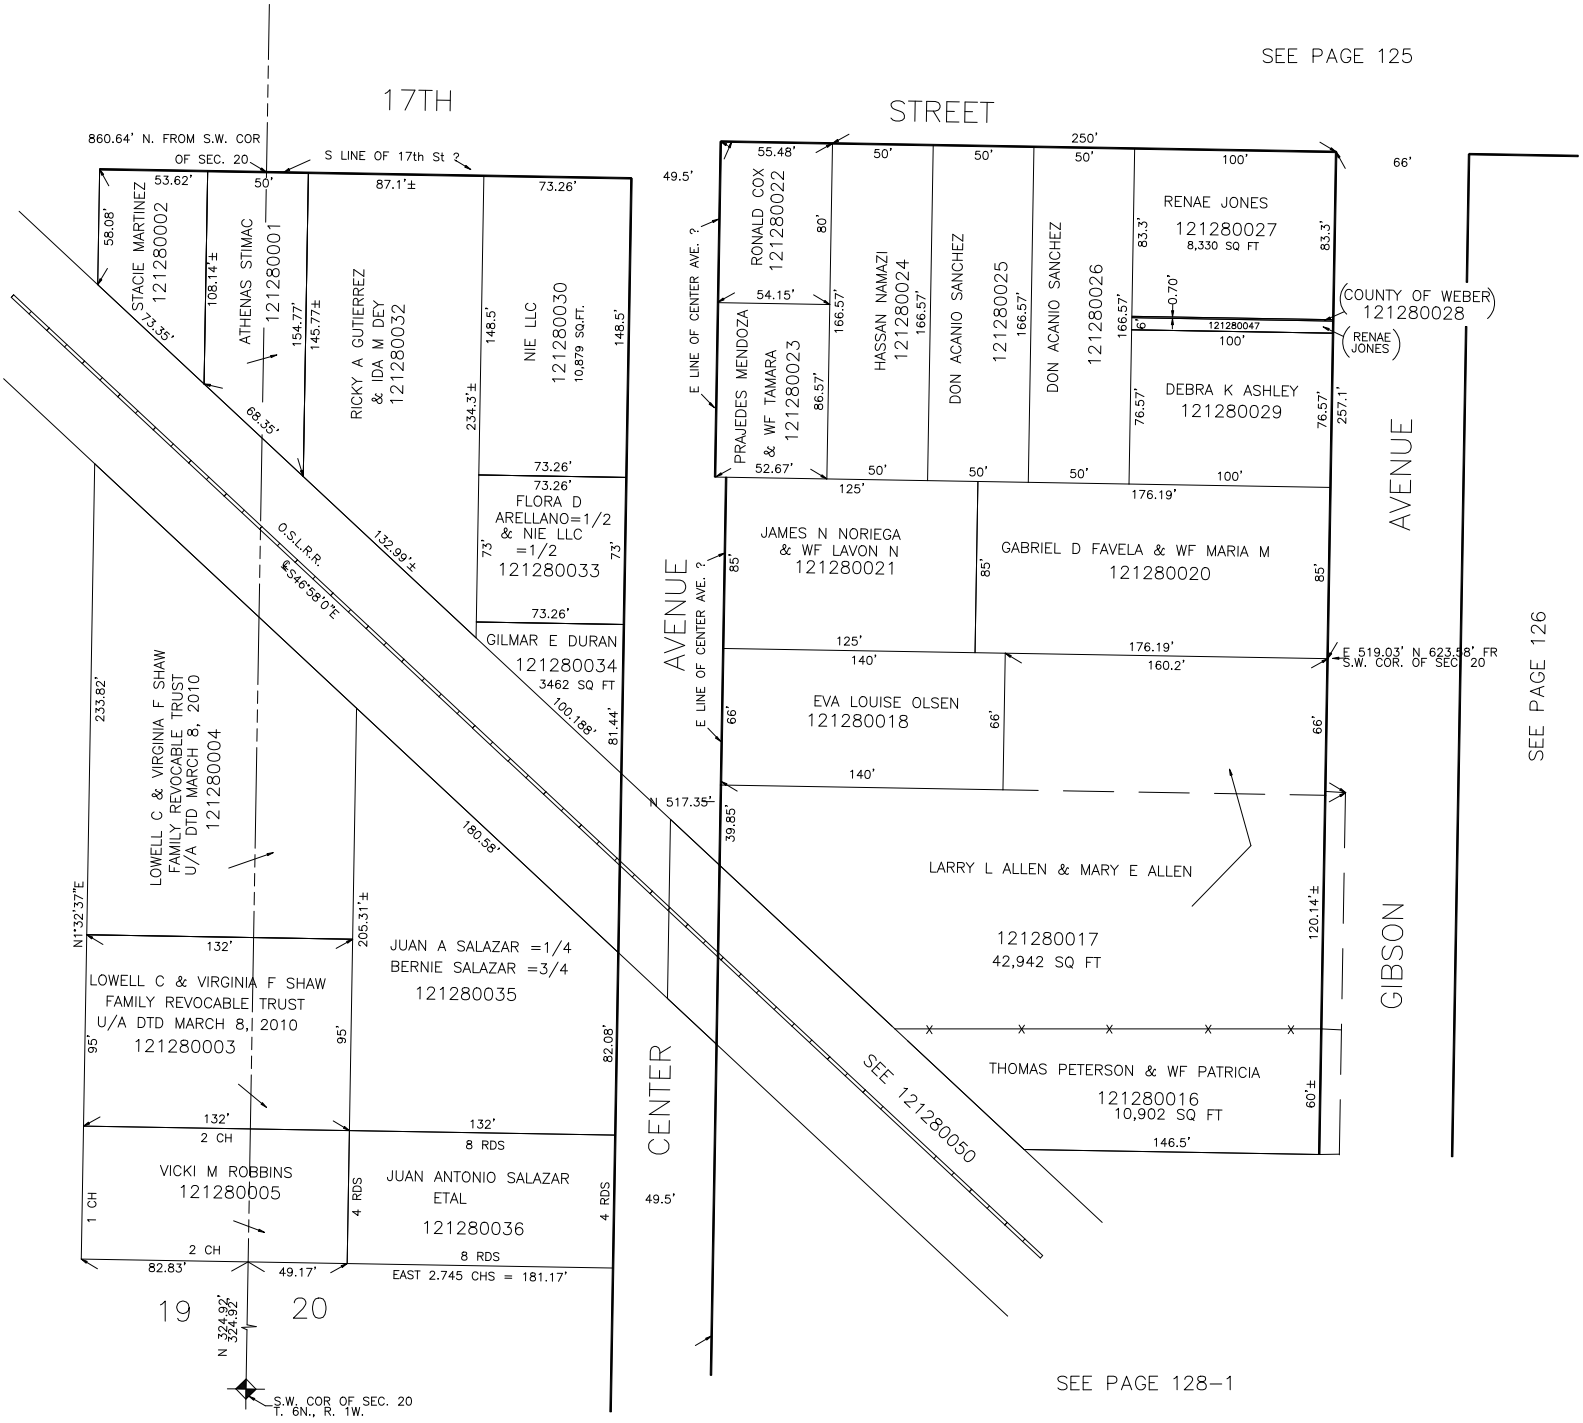 SEE PAGE 125
17TH
STREET
860.64' N. FROM S.W. COR
OF SEC. 20
S LINE OF 17th St ?
53.62'
50'
87.1'±
73.26'
49.5'
55.48'
250'
50'
50'
50'
100'
66'
58.08'
STACIE MARTINEZ
121280002
73.35'
108.14'±
ATHENAS STIMAC
121280001
154.77'
145.77±
68.35'
RICKY A GUTIERREZ
& IDA M DEY
121280032
234.3'±
148.5'
NIE LLC
121280030
10,879 SQ.FT.
148.5'
73.26'
E LINE OF CENTER AVE. ?
RONALD COX
121280022
80'
54.15'
PRAJEDES MENDOZA
& WF TAMARA
121280023
86.57'
52.67'
166.57'
HASSAN NAMAZI
121280024
166.57'
DON ACANIO SANCHEZ
121280025
166.57'
DON ACANIO SANCHEZ
121280026
166.57'
50'
50'
50'
RENAE JONES
121280027
8,330 SQ FT
83.3'
83.3'
0.70'
(COUNTY OF WEBER)
121280028
6'
121280047
(RENAE
JONES)
100'
DEBRA K ASHLEY
121280029
76.57'
76.57'
257.1'
100'
AVENUE
GIBSON
73.26'
FLORA D
ARELLANO=1/2
& NIE LLC
=1/2
121280033
73'
73'
73.26'
132.99'±
O.S.L.R.R.
℄S46°58'0"E
GILMAR E DURAN
121280034
3462 SQ FT
100.188'
81.44'
AVENUE
CENTER
E LINE OF CENTER AVE. ?
125'
JAMES N NORIEGA
& WF LAVON N
121280021
85'
85'
125'
176.19'
GABRIEL D FAVELA & WF MARIA M
121280020
85'
176.19'
E 519.03' N 623.58' FR
S.W. COR. OF SEC 20
SEE PAGE 126
140'
EVA LOUISE OLSEN
121280018
66'
66'
140'
160.2'
66'
N 517.35'
39.85'
LARRY L ALLEN & MARY E ALLEN
121280017
42,942 SQ FT
120.14'±
X X X X X
THOMAS PETERSON & WF PATRICIA
121280016
10,902 SQ FT
60'±
146.5'
SEE 121280050
233.82'
LOWELL C & VIRGINIA F SHAW
FAMILY REVOCABLE TRUST
U/A DTD MARCH 8, 2010
121280004
180.58'
N1°32'37"E
132'
205.31'±
LOWELL C & VIRGINIA F SHAW
FAMILY REVOCABLE TRUST
U/A DTD MARCH 8, 2010
121280003
95'
95'
132'
JUAN A SALAZAR =1/4
BERNIE SALAZAR =3/4
121280035
82.08'
132'
2 CH
VICKI M ROBBINS
121280005
1 CH
2 CH
82.83'
49.17'
8 RDS
JUAN ANTONIO SALAZAR
ETAL
121280036
4 RDS
4 RDS
8 RDS
EAST 2.745 CHS = 181.17'
49.5'
19
20
N 324.92'
324.92'
S.W. COR OF SEC. 20
T. 6N., R. 1W.
SEE PAGE 128-1